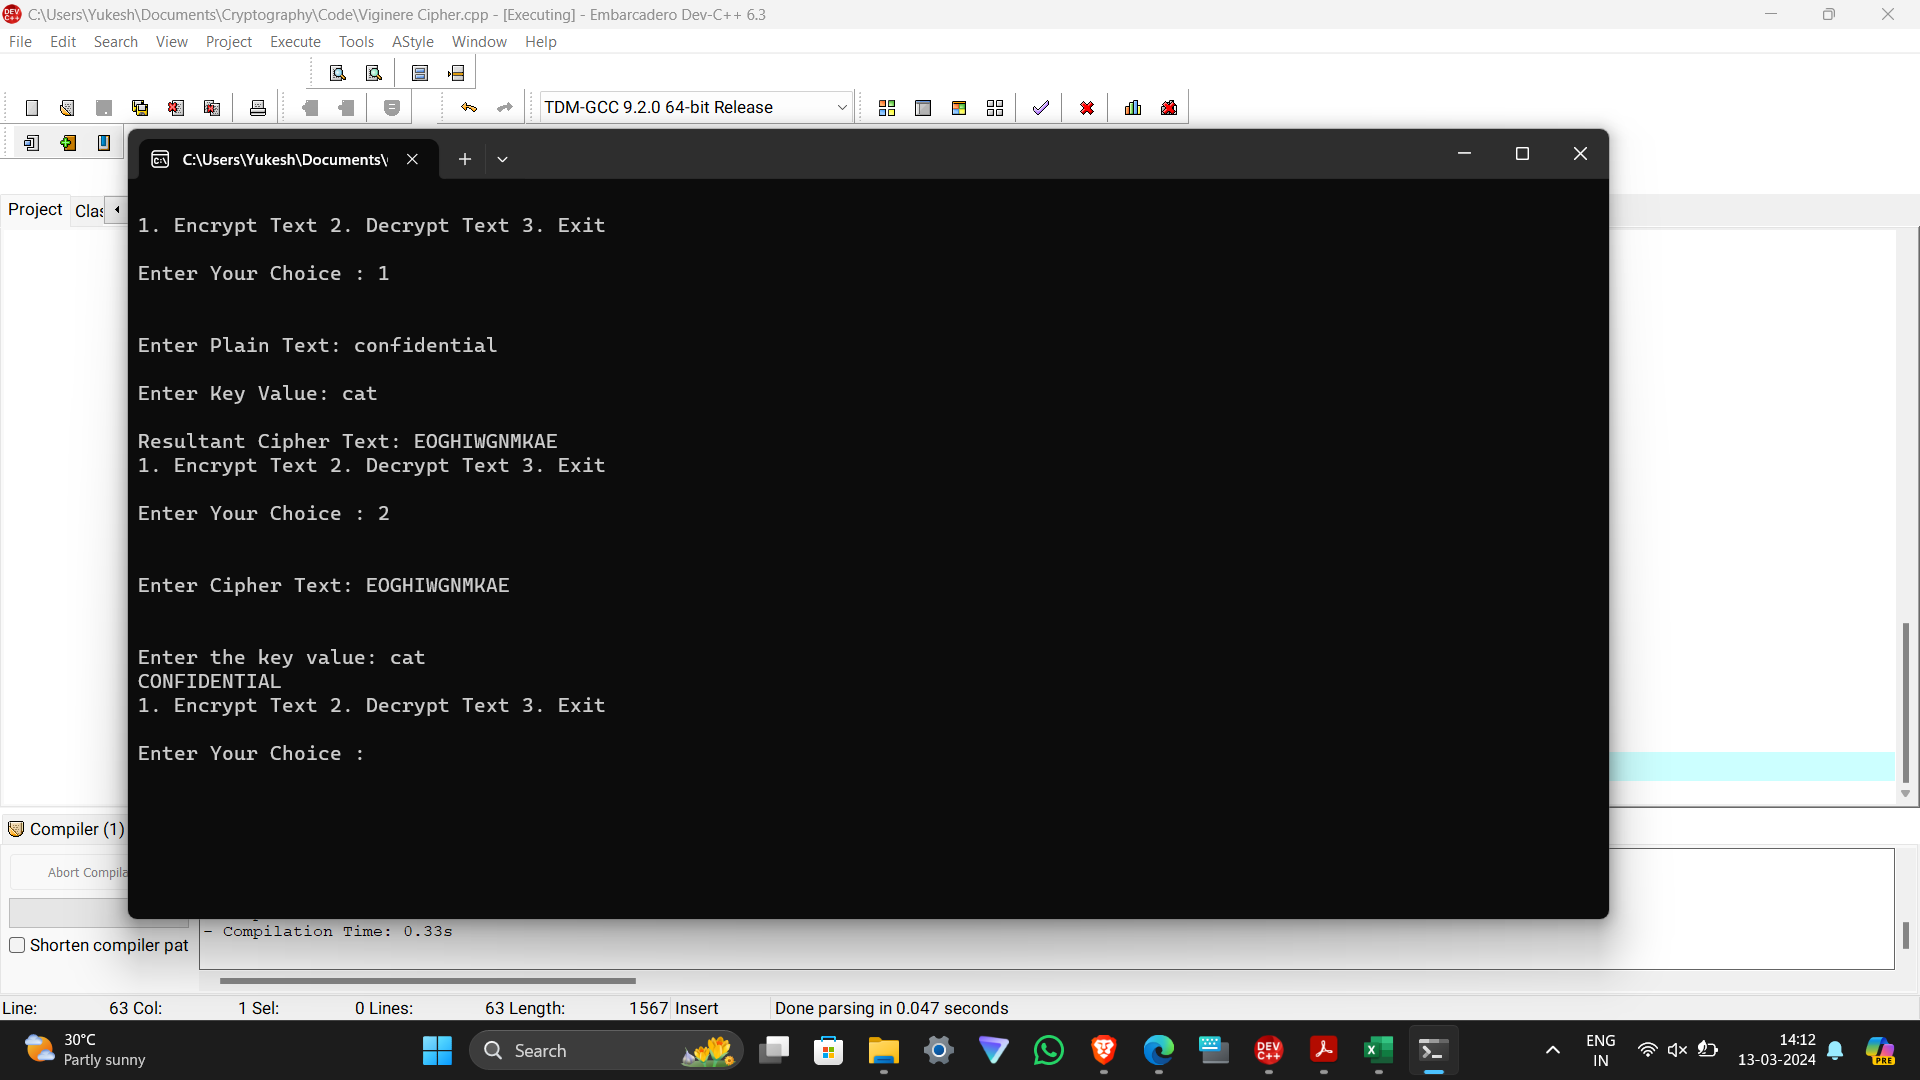 C:\Users\Yukesh\Documents\Cryptography\Code\Viginere Cipher.cpp - [Executing] - Embarcadero Dev-C++ 6.3
File Edit Search View Project Execute Tools AStyle Window Help
TDM-GCC 9.2.0 64-bit Release
C:\Users\Yukesh\Documents\
Project Clas
1. Encrypt Text 2. Decrypt Text 3. Exit
Enter Your Choice : 1
Enter Plain Text: confidential
Enter Key Value: cat
Resultant Cipher Text: EOGHIWGNMKAE
1. Encrypt Text 2. Decrypt Text 3. Exit
Enter Your Choice : 2
Enter Cipher Text: EOGHIWGNMKAE
Enter the key value: cat
CONFIDENTIAL
1. Encrypt Text 2. Decrypt Text 3. Exit
Enter Your Choice :
Compiler (1)
Abort Compila
Shorten compiler pat
- Compilation Time: 0.33s
Line: 63 Col: 1 Sel: 0 Lines: 63 Length: 1567 Insert Done parsing in 0.047 seconds
30°C
Partly sunny
Search
DEV C++
PRE
ENG
IN
14:12
13-03-2024